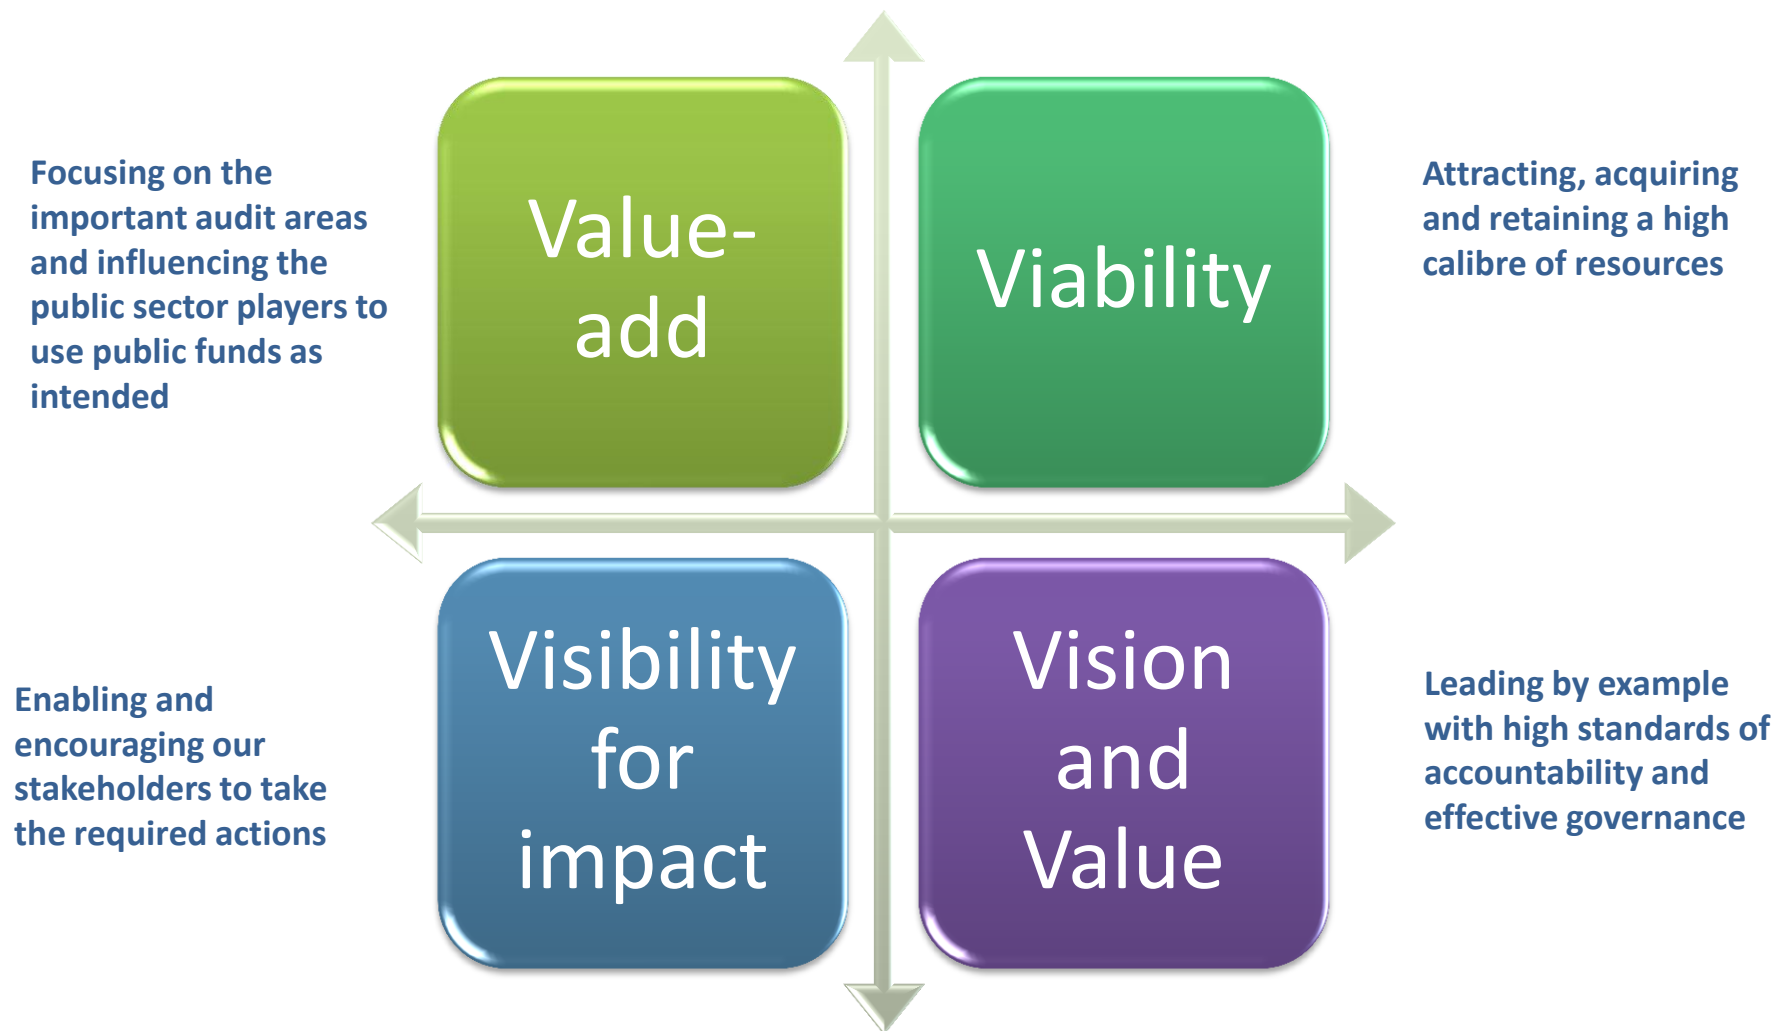 Focusing on the
important audit areas
and influencing the
public sector players to
use public funds as
intended
Value-
add
Viability
Attracting, acquiring
and retaining a high
calibre of resources
Enabling and
encouraging our
stakeholders to take
the required actions
Visibility
for
impact
Vision
and
Value
Leading by example
with high standards of
accountability and
effective governance